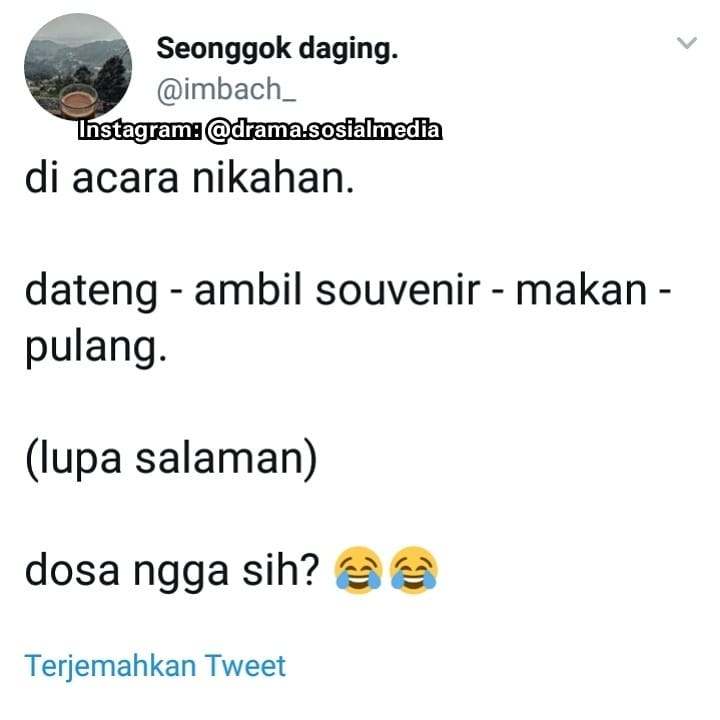 Seonggok daging.
@imbach_
Instagram: @drama.sosialmedia
di acara nikahan.
dateng - ambil souvenir - makan -
pulang.
(lupa salaman)
dosa ngga sih? 😂😂
Terjemahkan Tweet